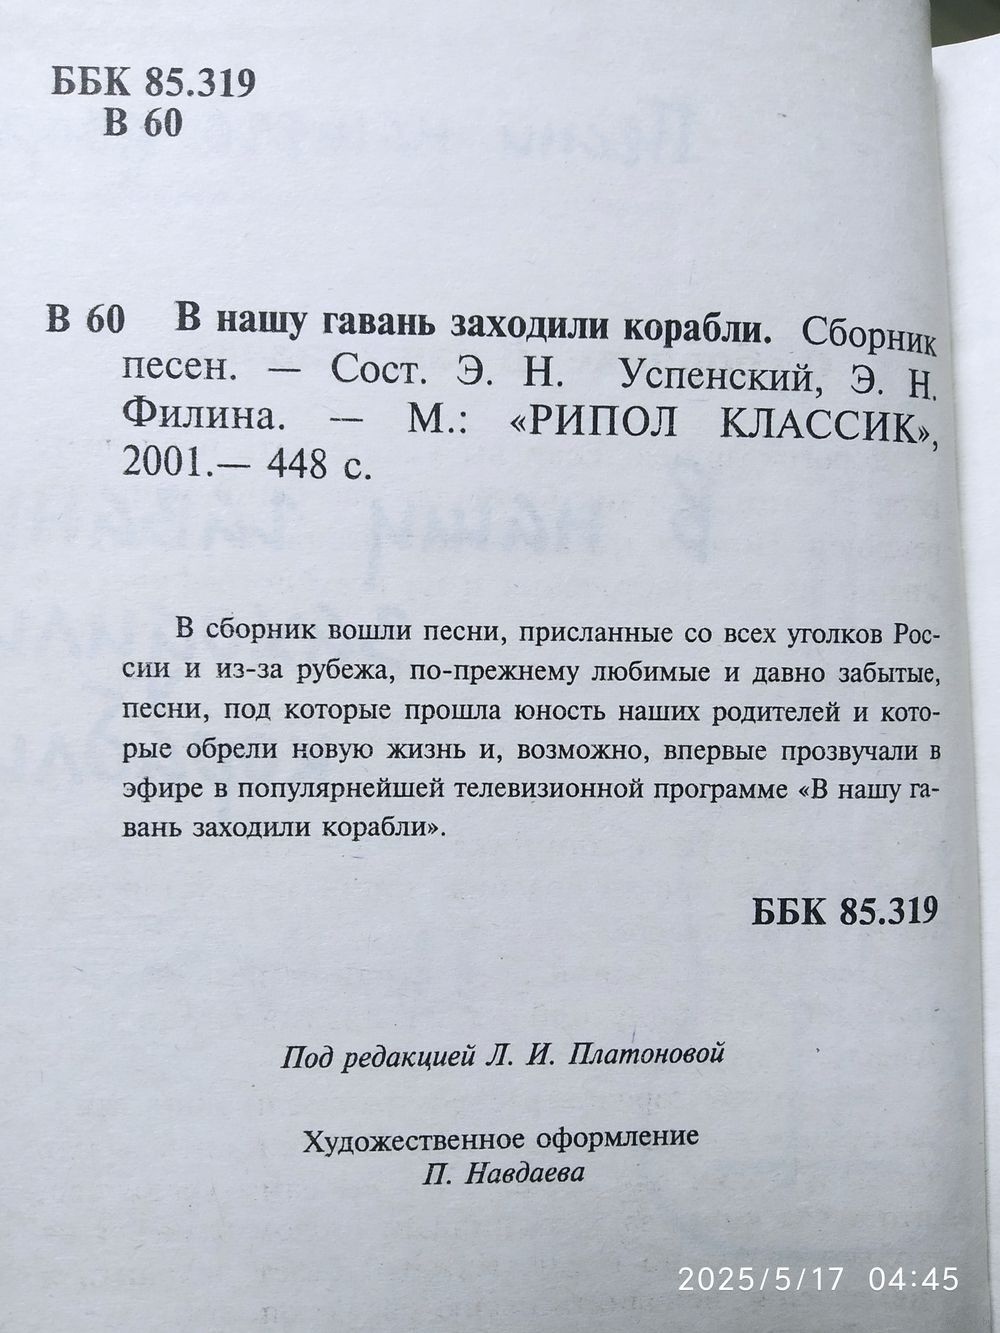 ББК 85.319
В 60
В 60 В нашу гавань заходили корабли. Сборник
песен. — Сост. Э. Н. Успенский, Э. Н.
Филина. — М.: «РИПОЛ КЛАССИК»,
2001.— 448 с.
В сборник вошли песни, присланные со всех уголков Рос-
сии и из-за рубежа, по-прежнему любимые и давно забытые,
песни, под которые прошла юность наших родителей и кото-
рые обрели новую жизнь и, возможно, впервые прозвучали в
эфире в популярнейшей телевизионной программе «В нашу га-
вань заходили корабли».
ББК 85.319
Под редакцией Л. И. Платоновой
Художественное оформление
П. Навдаева
2025/5/17 04:45